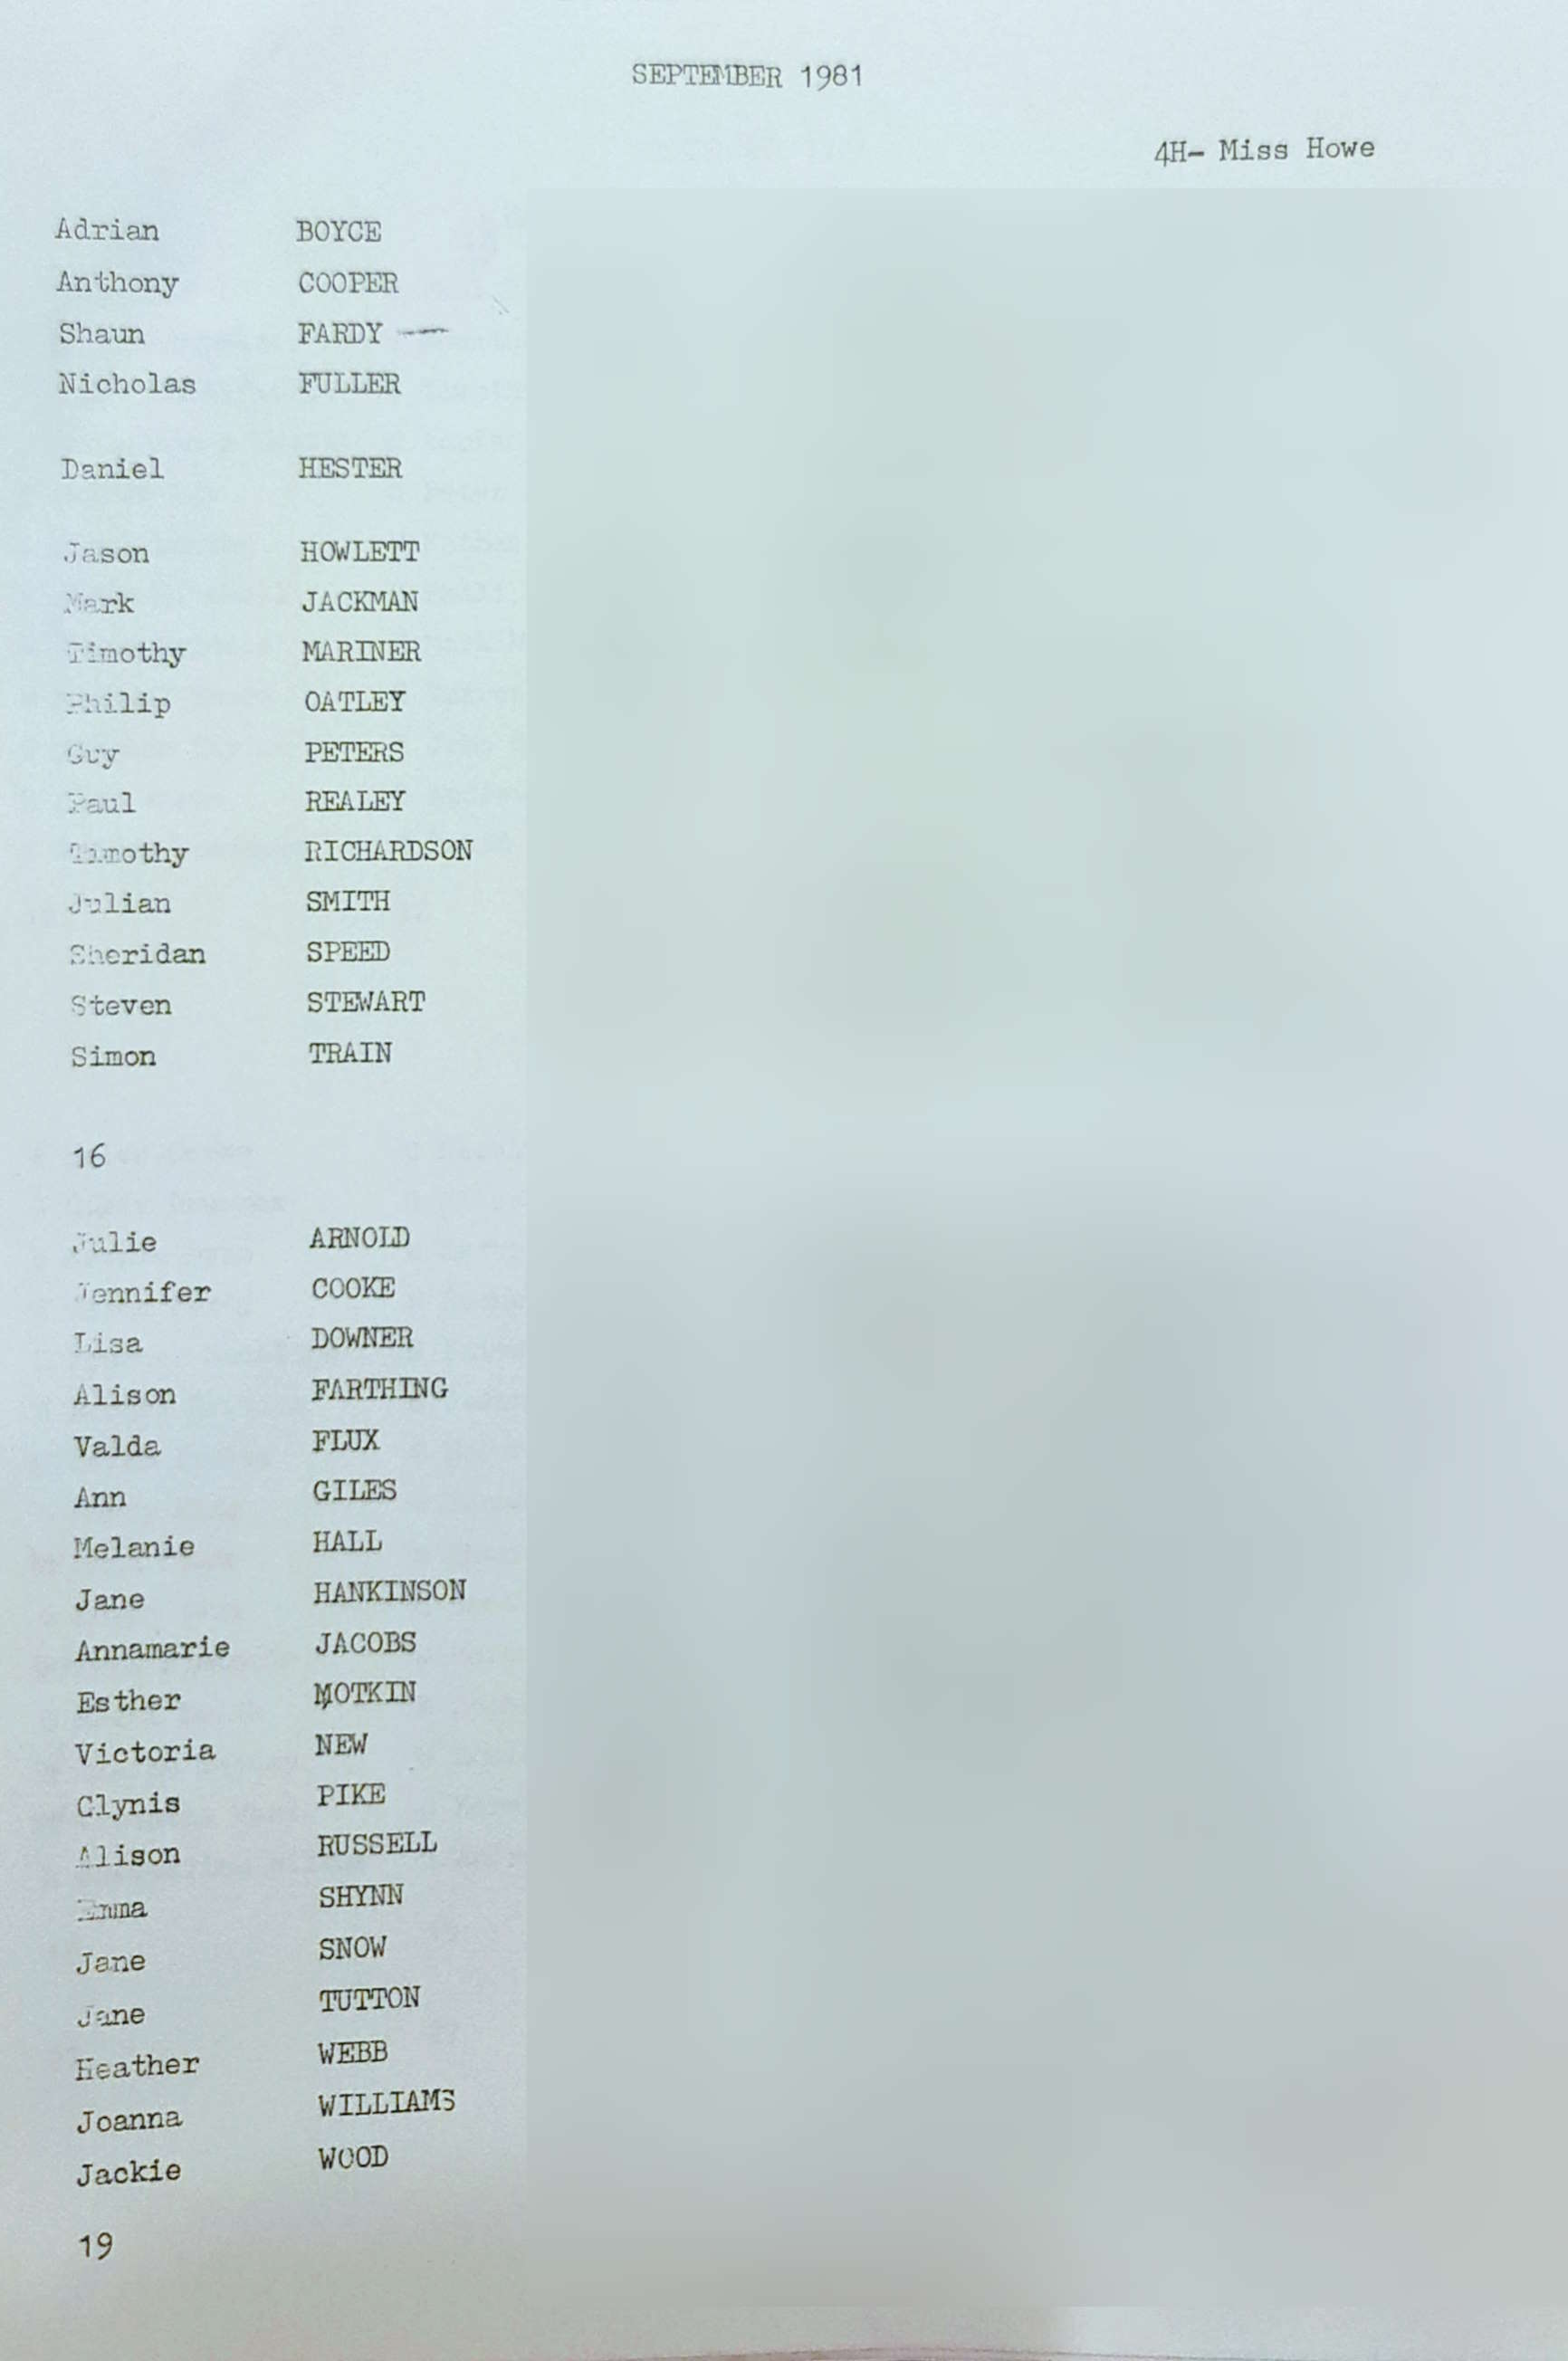 SEPTEMBER 1981
4H- Miss Howe
Adrian BOYCE
Anthony COOPER
Shaun FARDY
Nicholas FULLER
Daniel HESTER
Jason HOWLETT
Mark JACKMAN
Timothy MARINER
Philip OATLEY
Guy PETERS
Paul REALEY
Timothy RICHARDSON
Julian SMITH
Sheridan SPEED
Steven STEWART
Simon TRAIN
16
Julie ARNOLD
Jennifer COOKE
Lisa DOWNER
Alison FARTHING
Valda FLUX
Ann GILES
Melanie HALL
Jane HANKINSON
Annamarie JACOBS
Esther MOTKIN
Victoria NEW
Clynis PIKE
Alison RUSSELL
Emma SHYNN
Jane SNOW
Jane TUTTON
Heather WEBB
Joanna WILLIAMS
Jackie WOOD
19